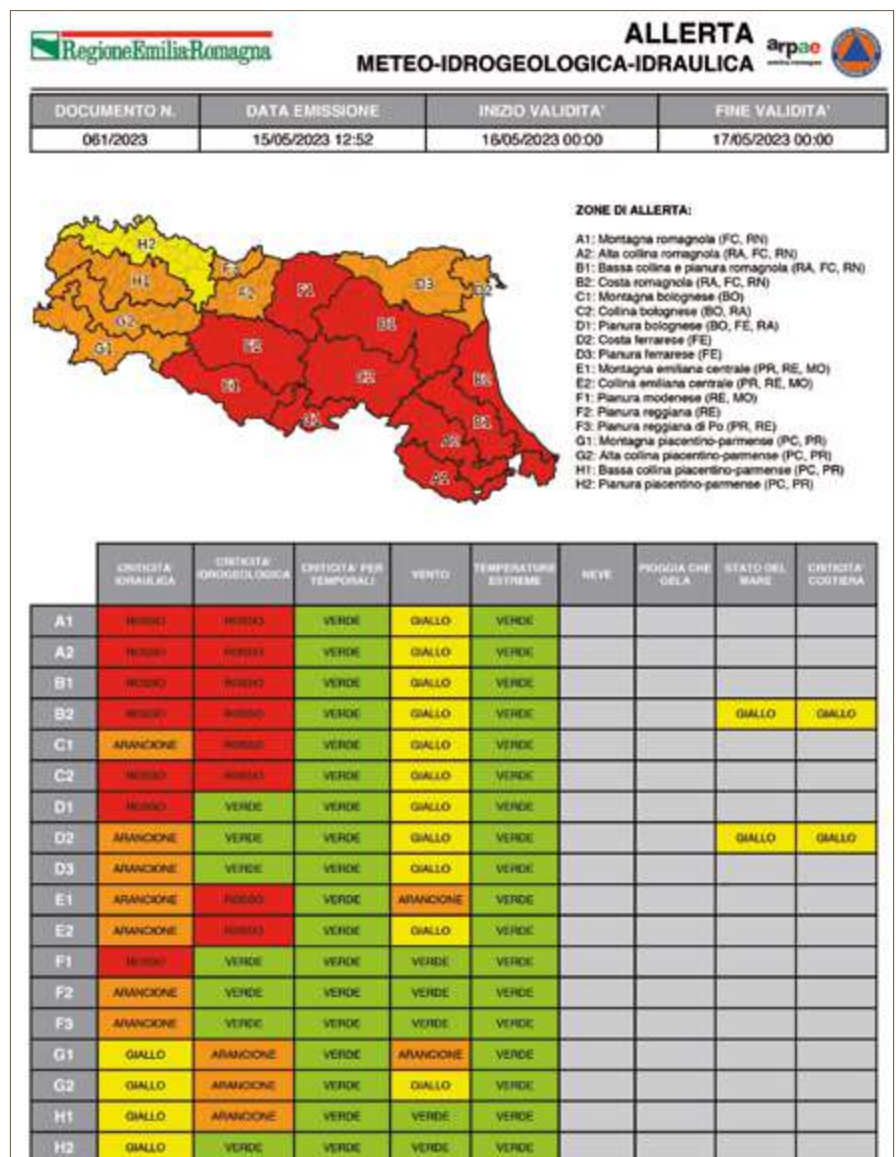 RegioneEmiliaRomagna
ALLERTA
METEO-IDROGEOLOGICA-IDRAULICA
arpae
DOCUMENTO N. DATA EMISSIONE INIZIO VALIDITA' FINE VALIDITA'
061/2023 15/05/2023 12:52 16/05/2023 00:00 17/05/2023 00:00
ZONE DI ALLERTA:
A1: Montagna romagnola (FC, RN)
A2: Alta collina romagnola (RA, FC, RN)
B1: Bassa collina e pianura romagnola (RA, FC, RN)
B2: Costa romagnola (RA, FC, RN)
C1: Montagna bolognese (BO)
C2: Collina bolognese (BO, RA)
D1: Pianura bolognese (BO, FE, RA)
D2: Costa ferrarese (FE)
D3: Pianura ferrarese (FE)
E1: Montagna emiliana centrale (PR, RE, MO)
E2: Collina emiliana centrale (PR, RE, MO)
F1: Pianura modenese (RE, MO)
F2: Pianura reggiana (RE)
F3: Pianura reggiana di Po (PR, RE)
G1: Montagna piacentino-parmense (PC, PR)
G2: Alta collina piacentino-parmense (PC, PR)
H1: Bassa collina piacentino-parmense (PC, PR)
H2: Pianura piacentino-parmense (PC, PR)
H2
H1
F3
F2
F1
D3
D2
G2
G1
E2
D1
E1
C2
C1
B2
B1
A2
A1
CRITICITA' IDRAULICA CRITICITA' IDROGEOLOGICA CRITICITA' PER TEMPORALI VENTO TEMPERATURE ESTREME NEVE PIOGGIA CHE GELA STATO DEL MARE CRITICITA' COSTIERA
A1 ROSSO ROSSO VERDE GIALLO VERDE
A2 ROSSO ROSSO VERDE GIALLO VERDE
B1 ROSSO ROSSO VERDE GIALLO VERDE
B2 ROSSO ROSSO VERDE GIALLO VERDE GIALLO GIALLO
C1 ARANCIONE ROSSO VERDE GIALLO VERDE
C2 ROSSO ROSSO VERDE GIALLO VERDE
D1 ROSSO VERDE VERDE GIALLO VERDE
D2 ARANCIONE VERDE VERDE GIALLO VERDE GIALLO GIALLO
D3 ARANCIONE VERDE VERDE GIALLO VERDE
E1 ARANCIONE ROSSO VERDE ARANCIONE VERDE
E2 ARANCIONE ROSSO VERDE GIALLO VERDE
F1 ROSSO VERDE VERDE VERDE VERDE
F2 ARANCIONE VERDE VERDE VERDE VERDE
F3 ARANCIONE VERDE VERDE VERDE VERDE
G1 GIALLO ARANCIONE VERDE ARANCIONE VERDE
G2 GIALLO ARANCIONE VERDE GIALLO VERDE
H1 GIALLO ARANCIONE VERDE VERDE VERDE
H2 GIALLO VERDE VERDE VERDE VERDE